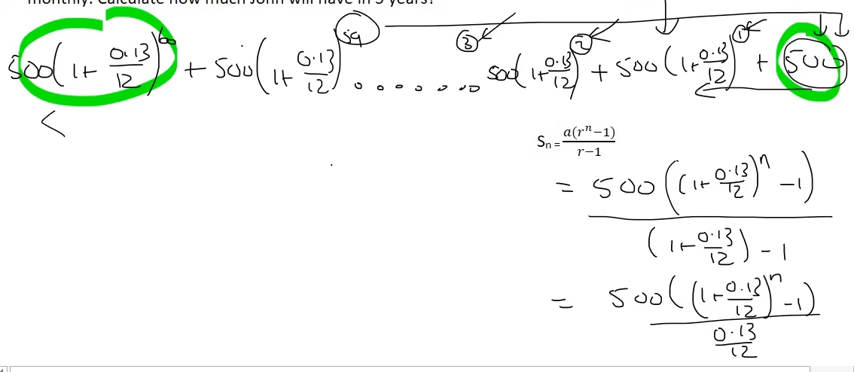 monthly. Calculate how much John will have in 5 years?
500(1+0.13/12)^60 + 500(1+0.13/12)^59 ........ 500(1+0.13/12)^② + 500(1+0.13/12)^① + 500
③
<
Sn = a(r^n−1)/r−1
= 500((1+0.13/12)^n −1)/(1+0.13/12) −1
= 500((1+0.13/12)^n −1)/0.13/12